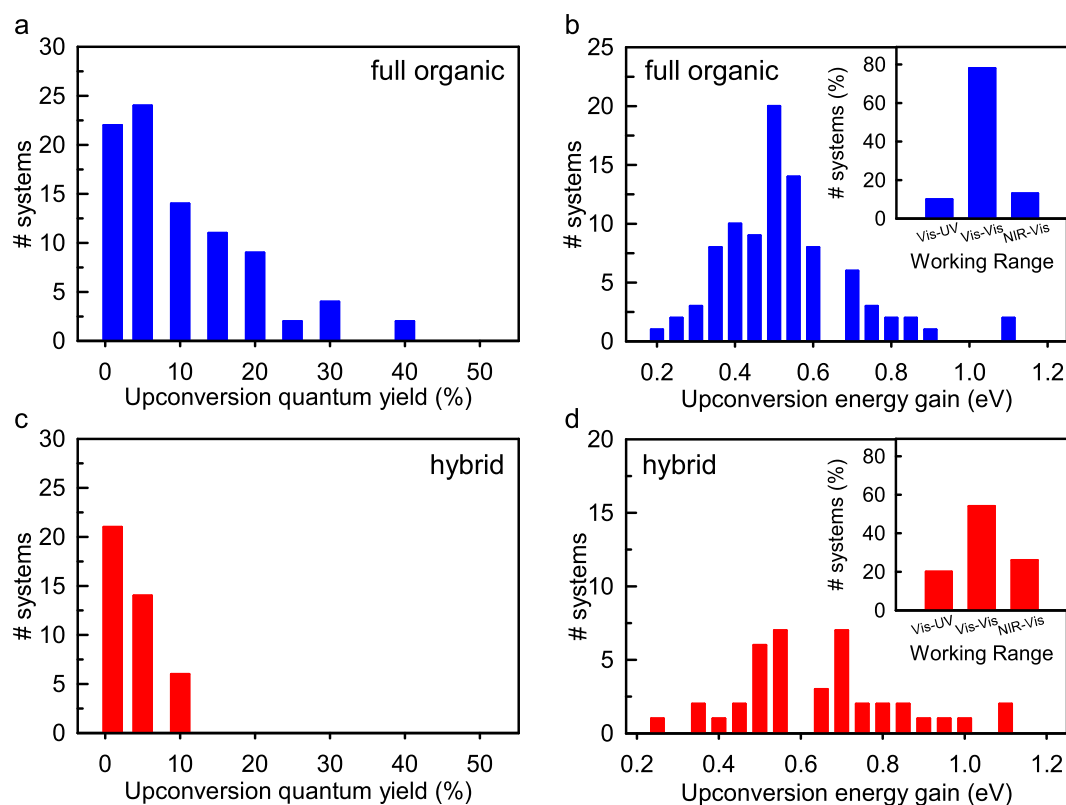 a
30
25
20
15
10
5
0
# systems
full organic
0 10 20 30 40 50
Upconversion quantum yield (%)
b
25
20
15
10
5
0
# systems
full organic
0.2 0.4 0.6 0.8 1.0 1.2
Upconversion energy gain (eV)
80
60
40
20
0
# systems (%)
Vis-UV Vis-Vis NIR-Vis
Working Range
c
30
25
20
15
10
5
0
# systems
hybrid
0 10 20 30 40 50
Upconversion quantum yield (%)
d
20
15
10
5
0
# systems
hybrid
0.2 0.4 0.6 0.8 1.0 1.2
Upconversion energy gain (eV)
80
60
40
20
0
# systems (%)
Vis-UV Vis-Vis NIR-Vis
Working Range